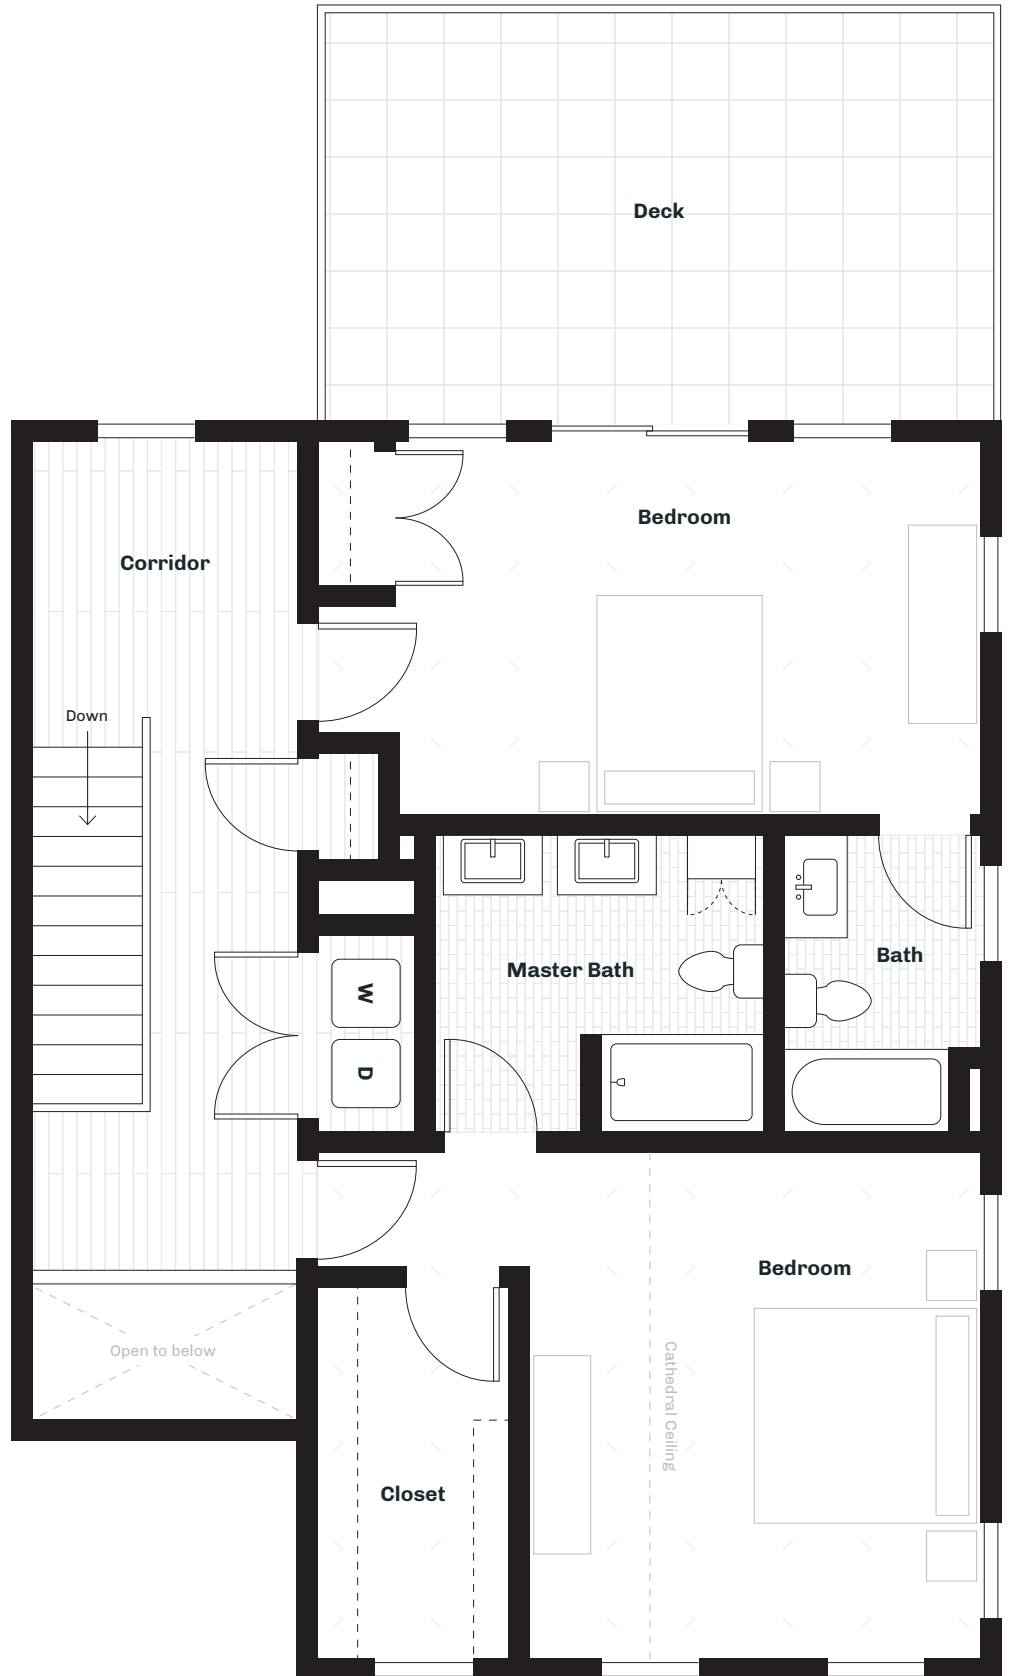 Deck
Bedroom
Corridor
Down
Bath
Master Bath
W
D
Bedroom
Open to below
Cathedral Ceiling
Closet